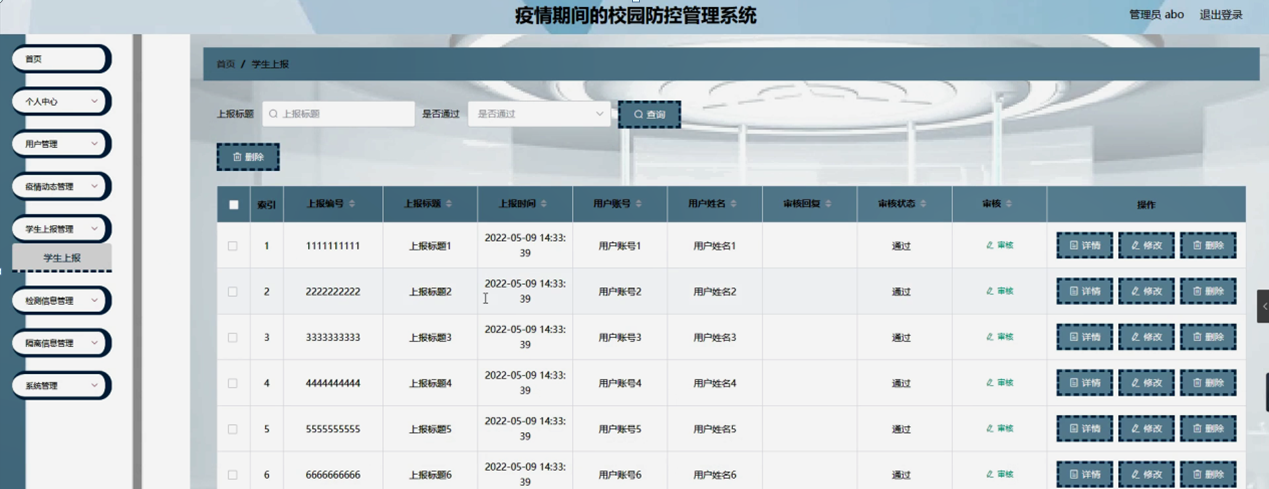 疫情期间的校园防控管理系统
管理员 abo 退出登录
首页
个人中心
用户管理
疫情动态管理
学生上报管理
学生上报
检测信息管理
隔离信息管理
系统管理
首页 / 学生上报
上报标题 上报标题 是否通过 是否通过 查询
删除
索引 上报编号 上报标题 上报时间 用户账号 用户姓名 审核回复 审核状态 审核 操作
1 1111111111 上报标题1 2022-05-09 14:33:39 用户账号1 用户姓名1 通过 审核 详情 修改 删除
2 2222222222 上报标题2 2022-05-09 14:33:39 用户账号2 用户姓名2 通过 审核 详情 修改 删除
3 3333333333 上报标题3 2022-05-09 14:33:39 用户账号3 用户姓名3 通过 审核 详情 修改 删除
4 4444444444 上报标题4 2022-05-09 14:33:39 用户账号4 用户姓名4 通过 审核 详情 修改 删除
5 5555555555 上报标题5 2022-05-09 14:33:39 用户账号5 用户姓名5 通过 审核 详情 修改 删除
6 6666666666 上报标题6 2022-05-09 14:33:39 用户账号6 用户姓名6 通过 审核 详情 修改 删除